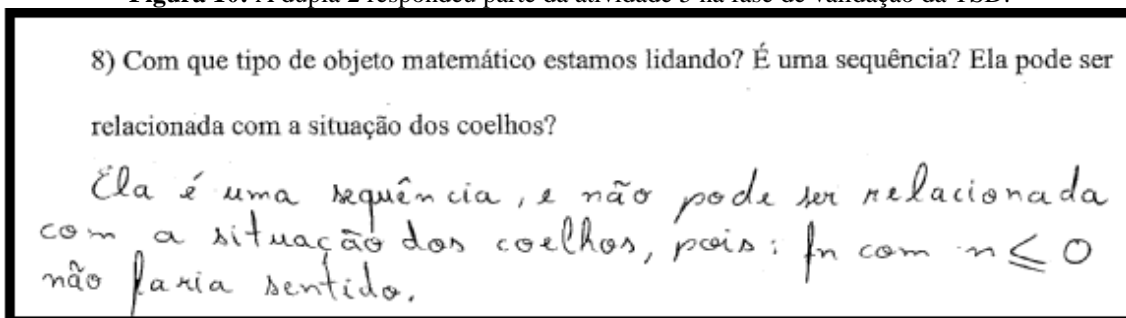 Figura 10: A dupla 2 respondeu parte da atividade 3 na fase de validação da TSD.
8) Com que tipo de objeto matemático estamos lidando? É uma sequência? Ela pode ser
relacionada com a situação dos coelhos?
Ela é uma sequência, e não pode ser relacionada
com a situação dos coelhos, pois: fn com n ≤ 0
não faria sentido.